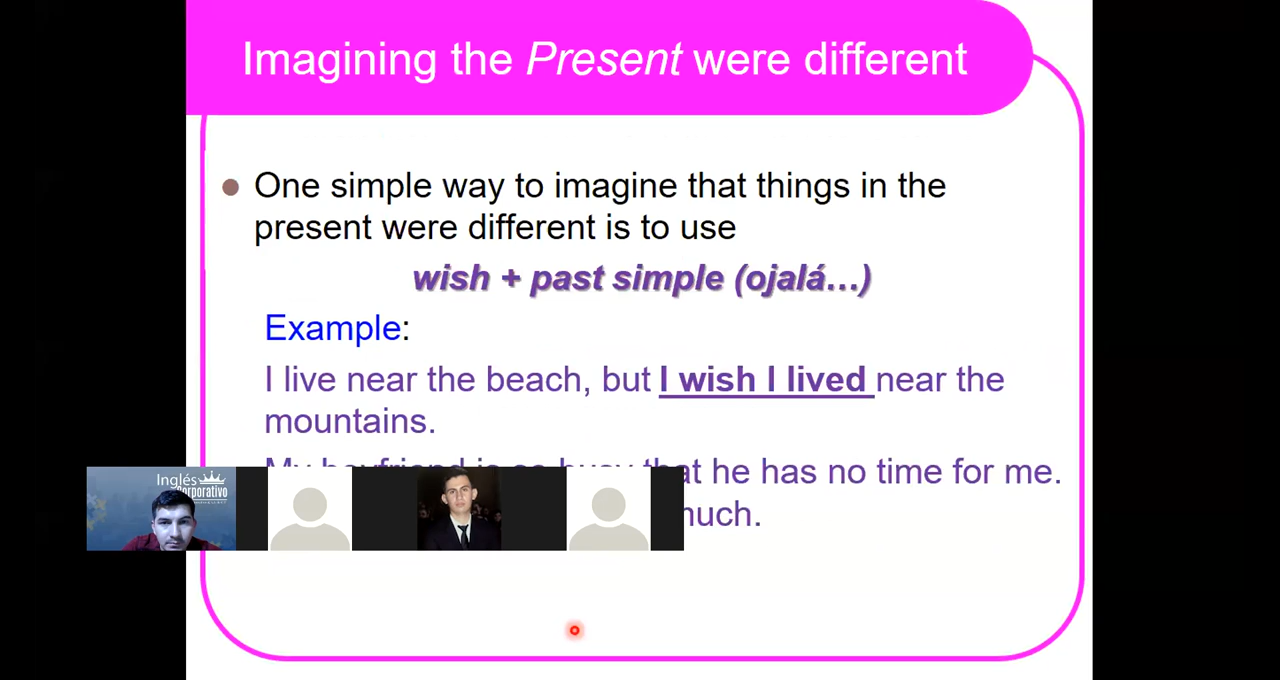 Imagining the Present were different
One simple way to imagine that things in the
present were different is to use
wish + past simple (ojalá…)
Example:
I live near the beach, but I wish I lived near the
mountains.
My boyfriend is so busy that he has no time for me.
much.
Inglés
Corporativo